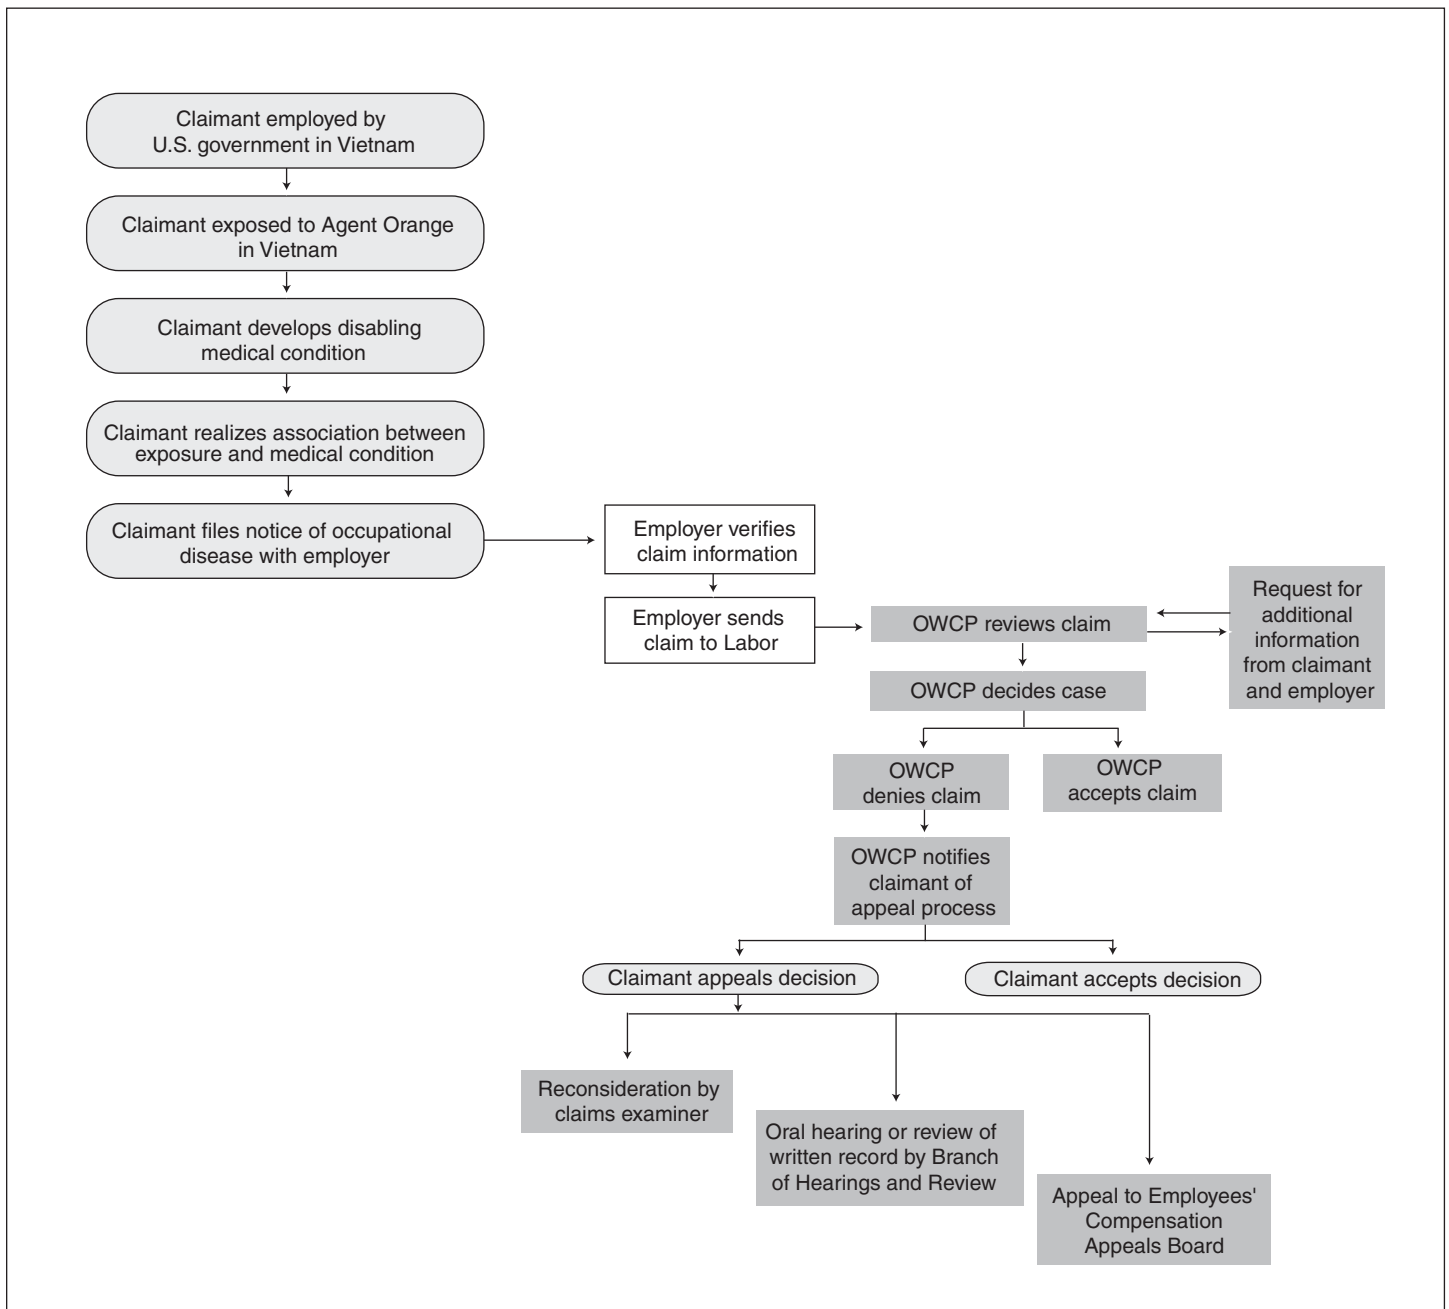 Claimant employed by
U.S. government in Vietnam
Claimant exposed to Agent Orange
in Vietnam
Claimant develops disabling
medical condition
Claimant realizes association between
exposure and medical condition
Claimant files notice of occupational
disease with employer
Employer verifies
claim information
Employer sends
claim to Labor
OWCP reviews claim
Request for
additional
information
from claimant
and employer
OWCP decides case
OWCP
denies claim
OWCP
accepts claim
OWCP notifies
claimant of
appeal process
Claimant appeals decision
Claimant accepts decision
Reconsideration by
claims examiner
Oral hearing or review of
written record by Branch
of Hearings and Review
Appeal to Employees'
Compensation
Appeals Board